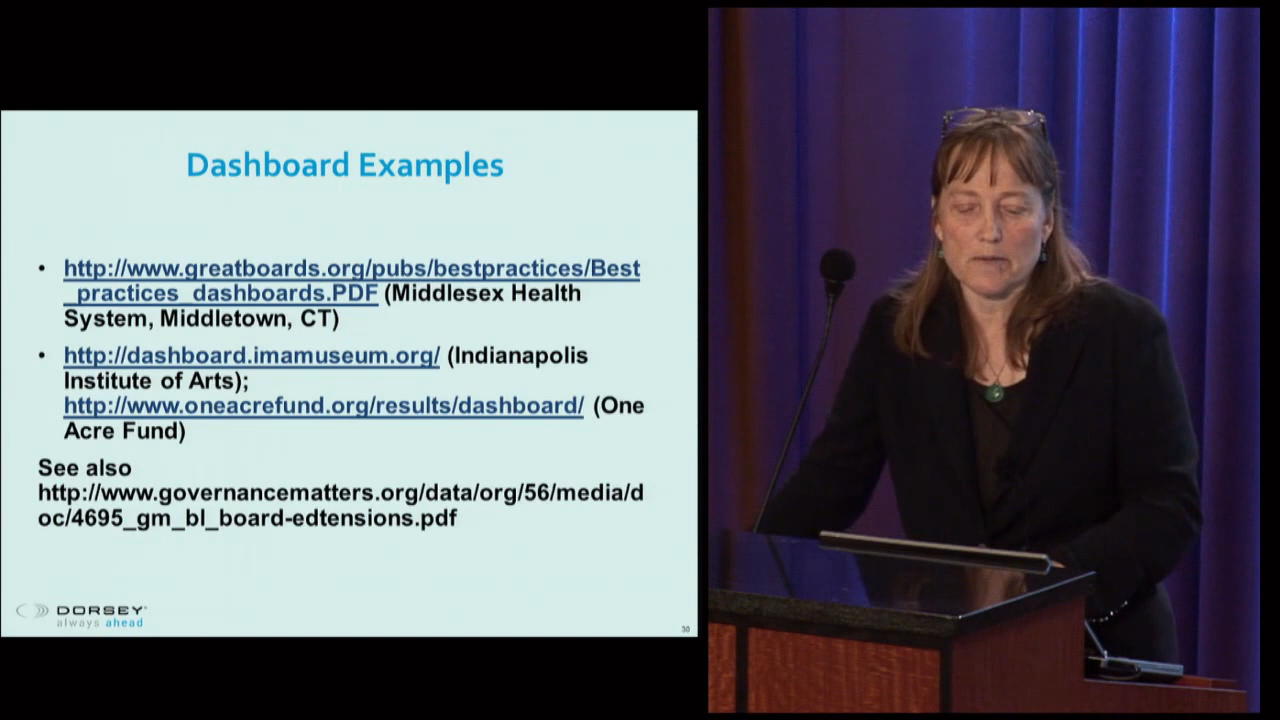 Dashboard Examples
• http://www.greatboards.org/pubs/bestpractices/Best
_practices_dashboards.PDF (Middlesex Health
System, Middletown, CT)
• http://dashboard.imamuseum.org/ (Indianapolis
Institute of Arts);
http://www.oneacrefund.org/results/dashboard/ (One
Acre Fund)
See also
http://www.governancematters.org/data/org/56/media/d
oc/4695_gm_bl_board-edtensions.pdf
DORSEY
always ahead
30